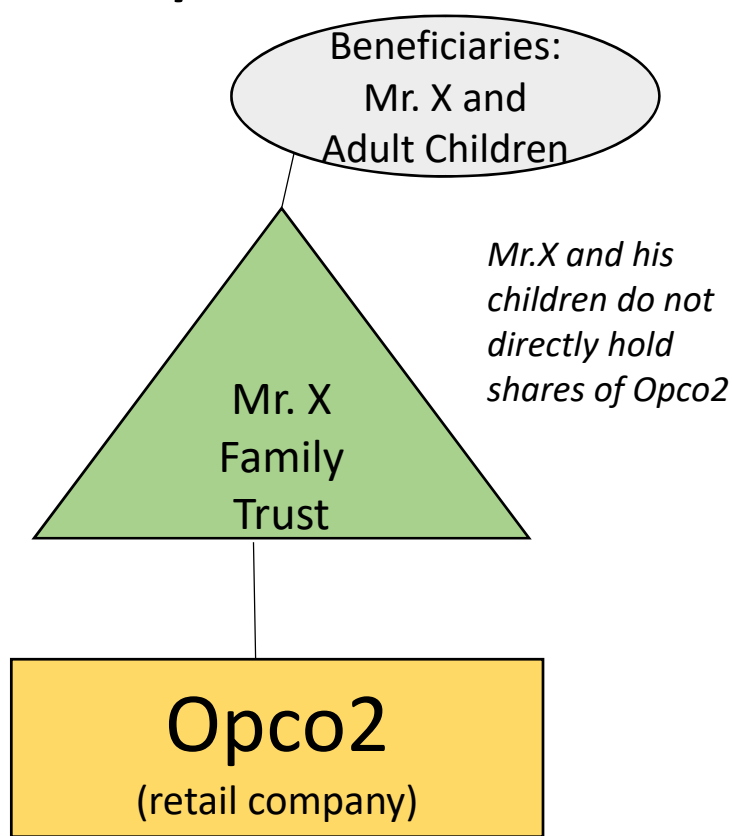 Beneficiaries:
Mr. X and
Adult Children
Mr.X and his
children do not
directly hold
shares of Opco2
Mr. X
Family
Trust
Opco2
(retail company)